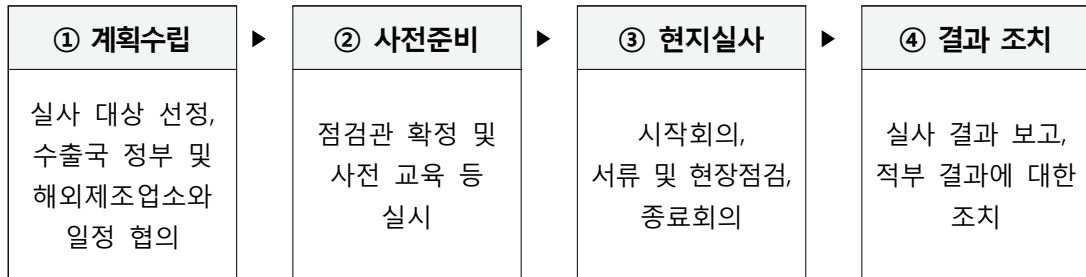 ① 계획수립
▶
② 사전준비
▶
③ 현지실사
▶
④ 결과 조치
실사 대상 선정,
수출국 정부 및
해외제조업소와
일정 협의
점검관 확정 및
사전 교육 등
실시
시작회의,
서류 및 현장점검,
종료회의
실사 결과 보고,
적부 결과에 대한
조치